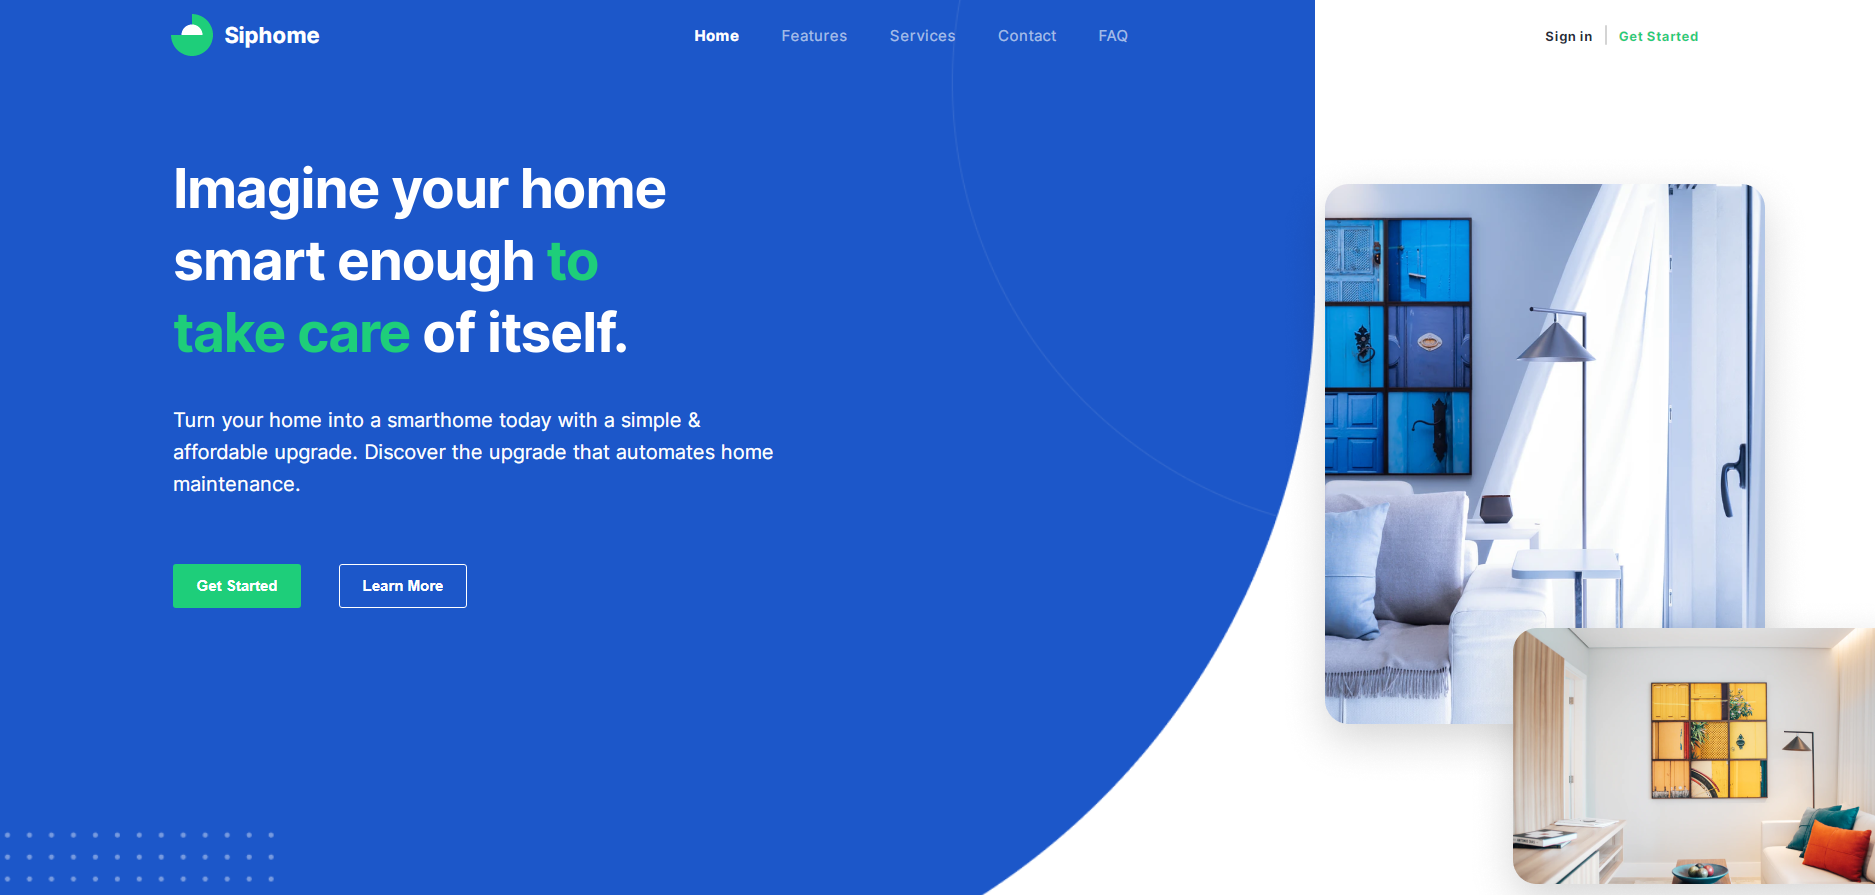 Siphome
Home Features Services Contact FAQ
Sign in Get Started
Imagine your home
smart enough to
take care of itself.
Turn your home into a smarthome today with a simple &
affordable upgrade. Discover the upgrade that automates home
maintenance.
Get Started Learn More